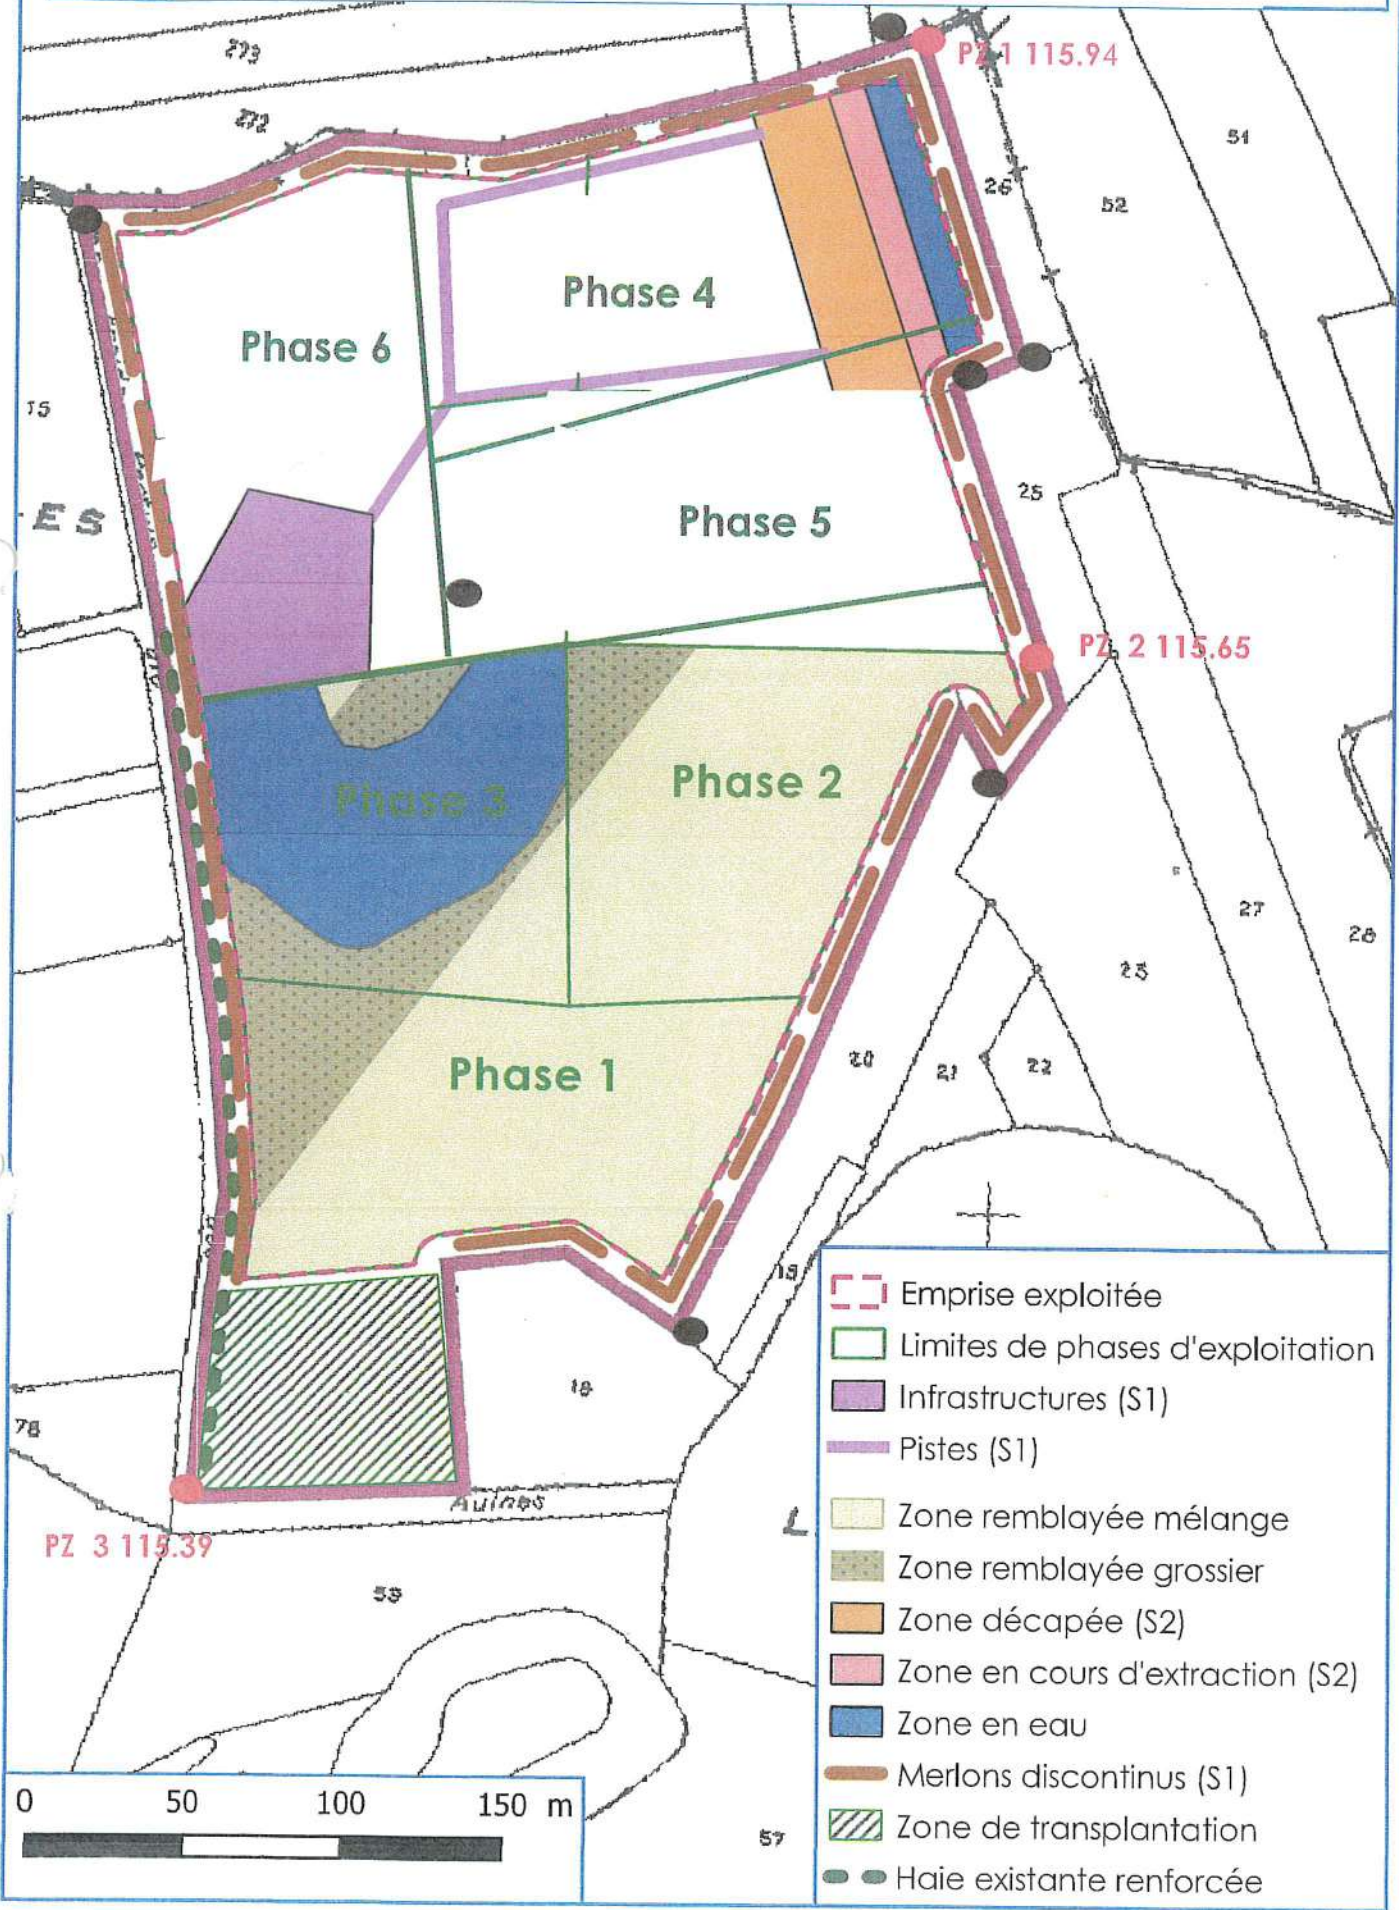 273
PZ 1 115.94
272
51
26
52
Phase 4
Phase 6
15
ES
25
Phase 5
PZ 2 115.65
Phase 3
Phase 2
27
28
23
Phase 1
20
21
22
19
18
78
Aulnes
L
PZ 3 115.39
53
57
0 50 100 150 m
Emprise exploitée
Limites de phases d'exploitation
Infrastructures (S1)
Pistes (S1)
Zone remblayée mélange
Zone remblayée grossier
Zone décapée (S2)
Zone en cours d'extraction (S2)
Zone en eau
Merlons discontinus (S1)
Zone de transplantation
Haie existante renforcée